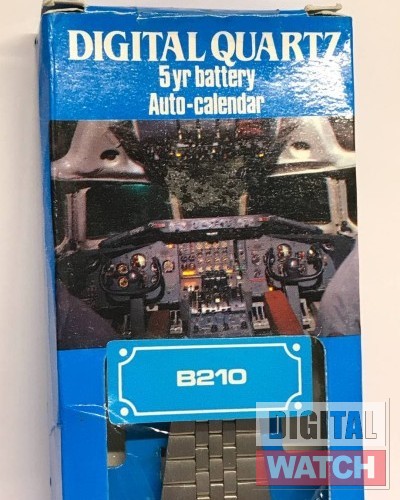 DIGITAL QUARTZ
5yr battery
Auto-calendar
B210
DIGITAL
WATCH